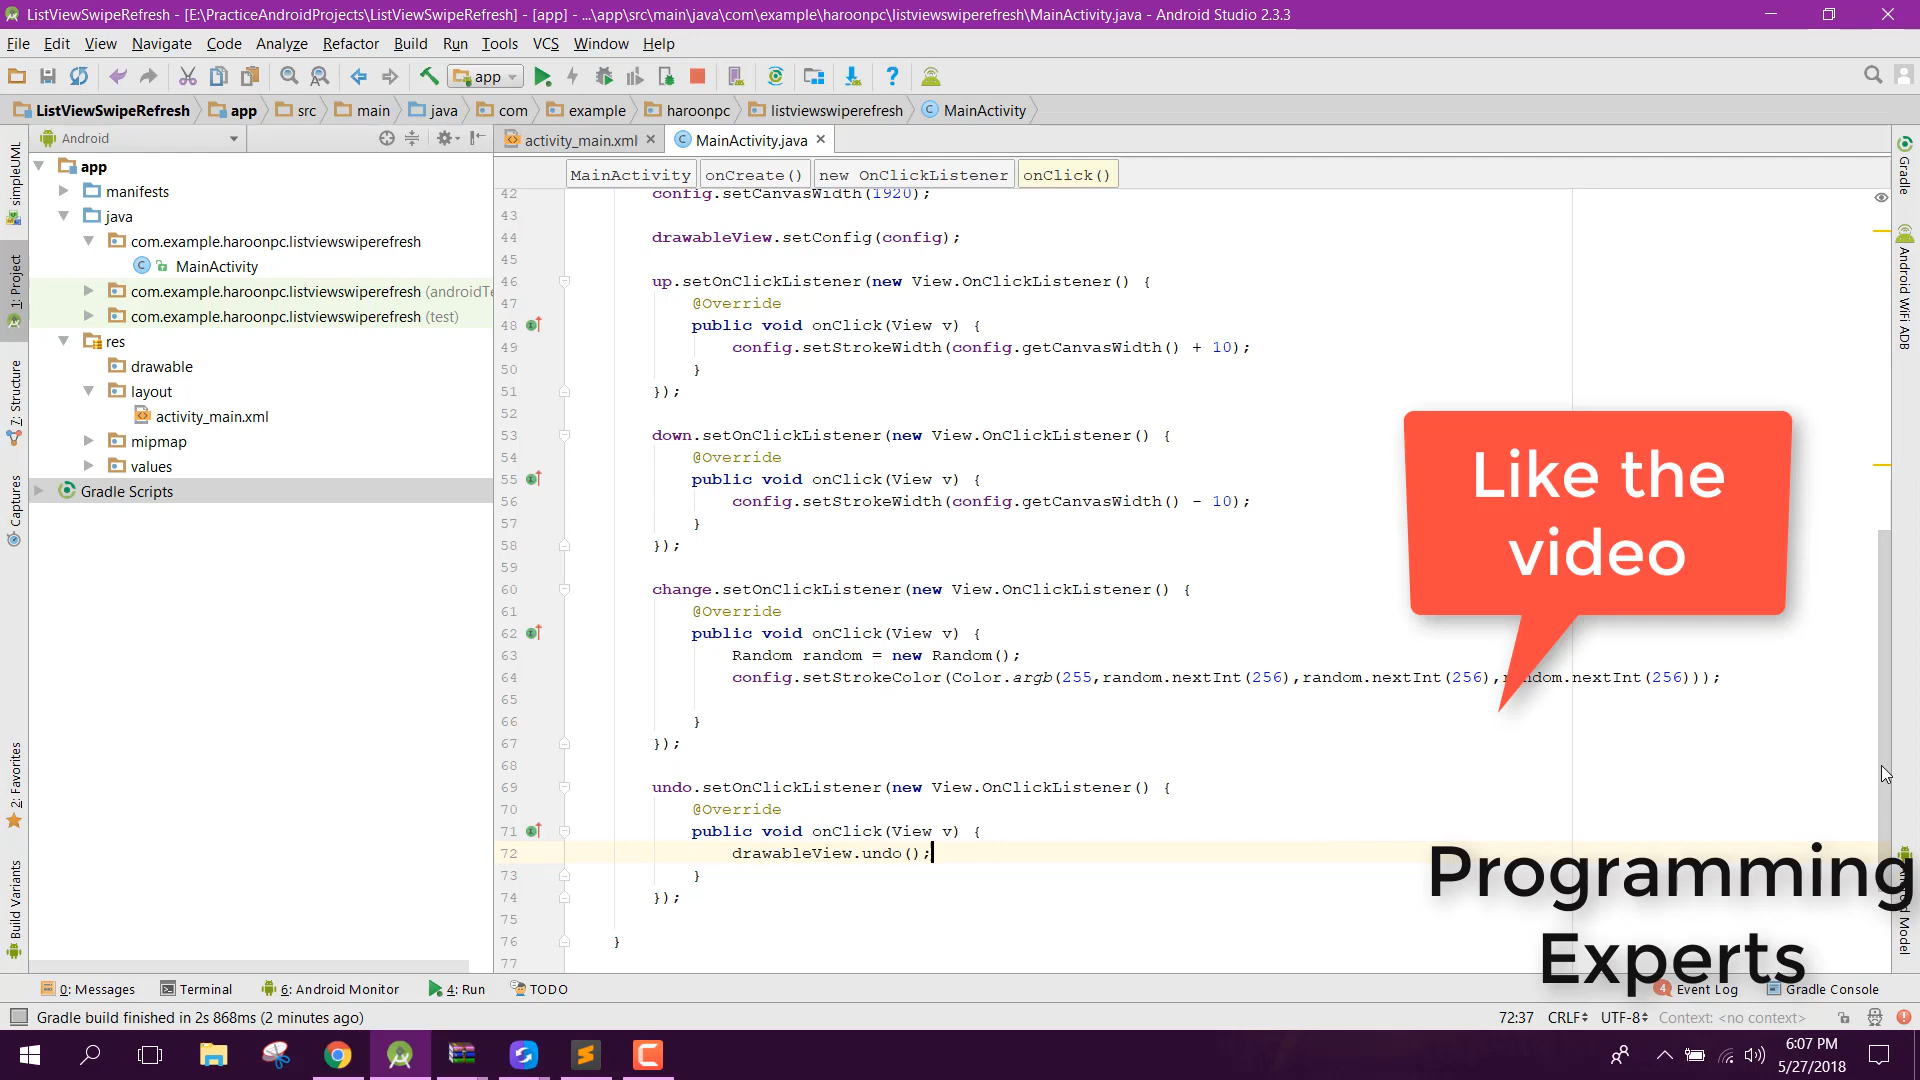 ListViewSwipeRefresh - [E:\PracticeAndroidProjects\ListViewSwipeRefresh] - [app] - ...\app\src\main\java\com\example\haroonpc\listviewswiperefresh\MainActivity.java - Android Studio 2.3.3
File Edit View Navigate Code Analyze Refactor Build Run Tools VCS Window Help
app
ListViewSwipeRefresh app src main java com example haroonpc listviewswiperefresh MainActivity
Android
activity_main.xml MainActivity.java
MainActivity onCreate() new OnClickListener onClick()
app
manifests
java
com.example.haroonpc.listviewswiperefresh
MainActivity
com.example.haroonpc.listviewswiperefresh (androidTe
com.example.haroonpc.listviewswiperefresh (test)
res
drawable
layout
activity_main.xml
mipmap
values
Gradle Scripts
simpleUML
1: Project
7: Structure
Captures
2: Favorites
Build Variants
42 config.setCanvasWidth(1920);
43
44 drawableView.setConfig(config);
45
46 up.setOnClickListener(new View.OnClickListener() {
47 @Override
48 public void onClick(View v) {
49 config.setStrokeWidth(config.getCanvasWidth() + 10);
50 }
51 });
52
53 down.setOnClickListener(new View.OnClickListener() {
54 @Override
55 public void onClick(View v) {
56 config.setStrokeWidth(config.getCanvasWidth() - 10);
57 }
58 });
59
60 change.setOnClickListener(new View.OnClickListener() {
61 @Override
62 public void onClick(View v) {
63 Random random = new Random();
64 config.setStrokeColor(Color.argb(255,random.nextInt(256),random.nextInt(256),random.nextInt(256)));
65
66 }
67 });
68
69 undo.setOnClickListener(new View.OnClickListener() {
70 @Override
71 public void onClick(View v) {
72 drawableView.undo();
73 }
74 });
75
76 }
77
Like the
video
Programming
Experts
Gradle
Android WiFi ADB
Android Model
0: Messages Terminal 6: Android Monitor 4: Run TODO 4 Event Log Gradle Console
Gradle build finished in 2s 868ms (2 minutes ago) 72:37 CRLF UTF-8 Context: <no context>
6:07 PM
5/27/2018